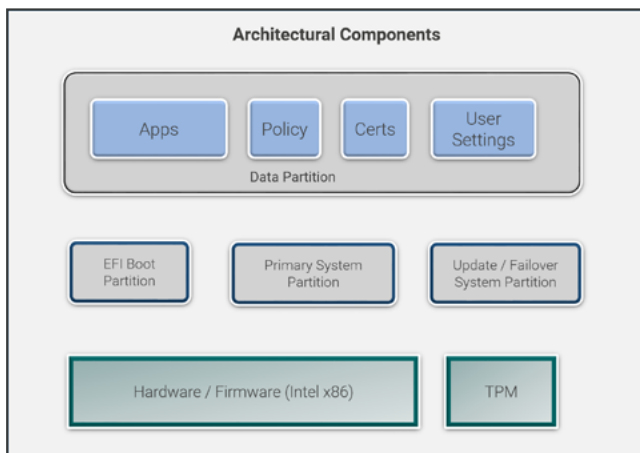 Architectural Components
Apps
Policy
Certs
User
Settings
Data Partition
EFI Boot
Partition
Primary System
Partition
Update / Failover
System Partition
Hardware / Firmware (Intel x86)
TPM